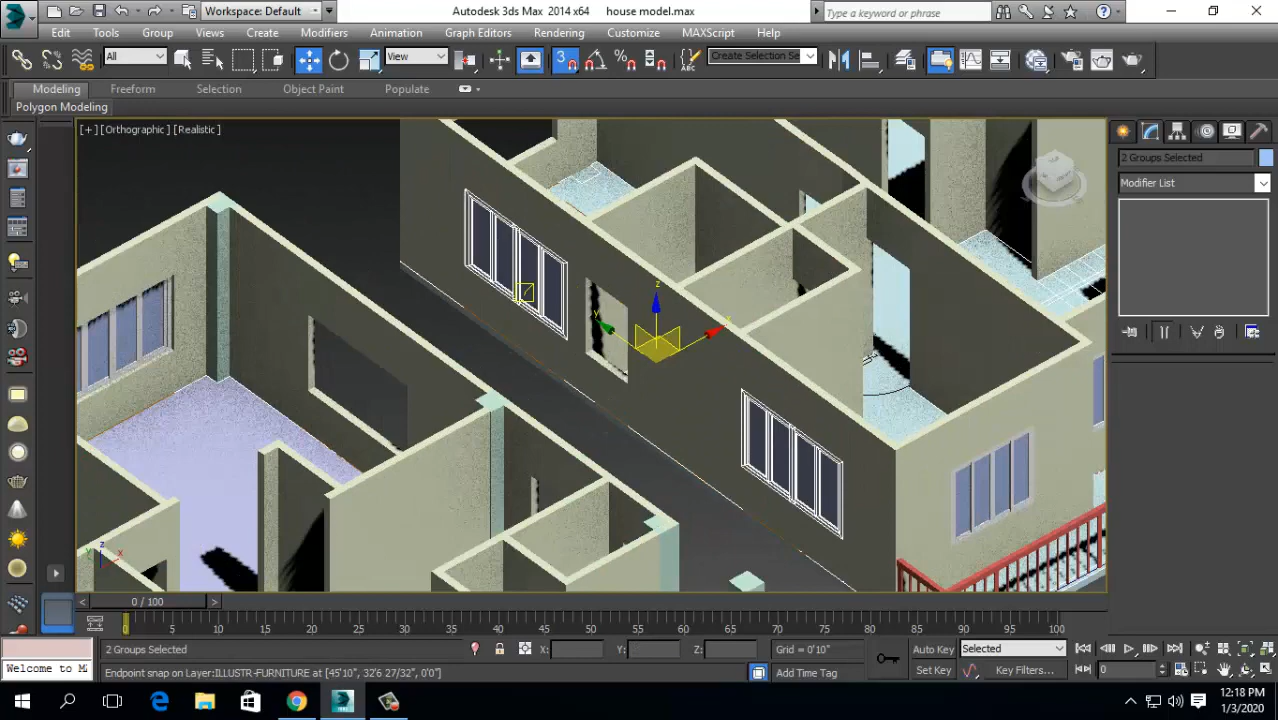 Workspace: Default
Autodesk 3ds Max 2014 x64 house model.max
Type a keyword or phrase
Edit Tools Group Views Create Modifiers Animation Graph Editors Rendering Customize MAXScript Help
All
View
3
Create Selection Se
Modeling Freeform Selection Object Paint Populate
Polygon Modeling
[+] [Orthographic] [Realistic]
2 Groups Selected
Modifier List
z
y
x
z
y
x
0 / 100
0 5 10 15 20 25 30 35 40 45 50 55 60 65 70 75 80 85 90 95 100
2 Groups Selected
X: Y: Z: Grid = 0'10"
Auto Key Selected
Welcome to M
Endpoint snap on Layer:ILLUSTR-FURNITURE at [45'10", 32'6 27/32", 0'0"]
Add Time Tag
Set Key Key Filters...
0
12:18 PM
1/3/2020